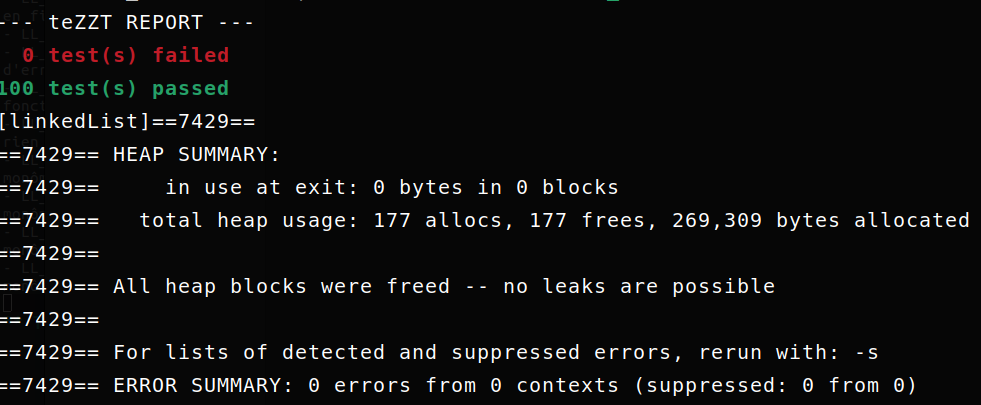 --- teZZT REPORT ---
0 test(s) failed
100 test(s) passed
[linkedList]==7429==
==7429== HEAP SUMMARY:
==7429==     in use at exit: 0 bytes in 0 blocks
==7429==   total heap usage: 177 allocs, 177 frees, 269,309 bytes allocated
==7429==
==7429== All heap blocks were freed -- no leaks are possible
==7429==
==7429== For lists of detected and suppressed errors, rerun with: -s
==7429== ERROR SUMMARY: 0 errors from 0 contexts (suppressed: 0 from 0)